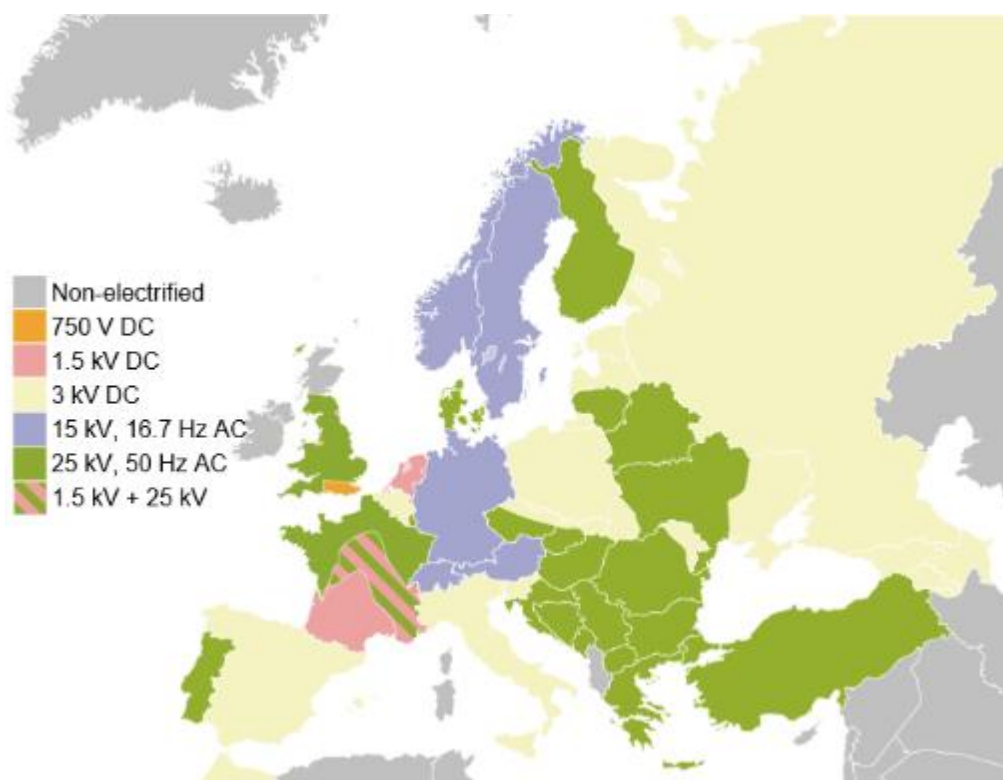 Non-electrified
750 V DC
1.5 kV DC
3 kV DC
15 kV, 16.7 Hz AC
25 kV, 50 Hz AC
1.5 kV + 25 kV